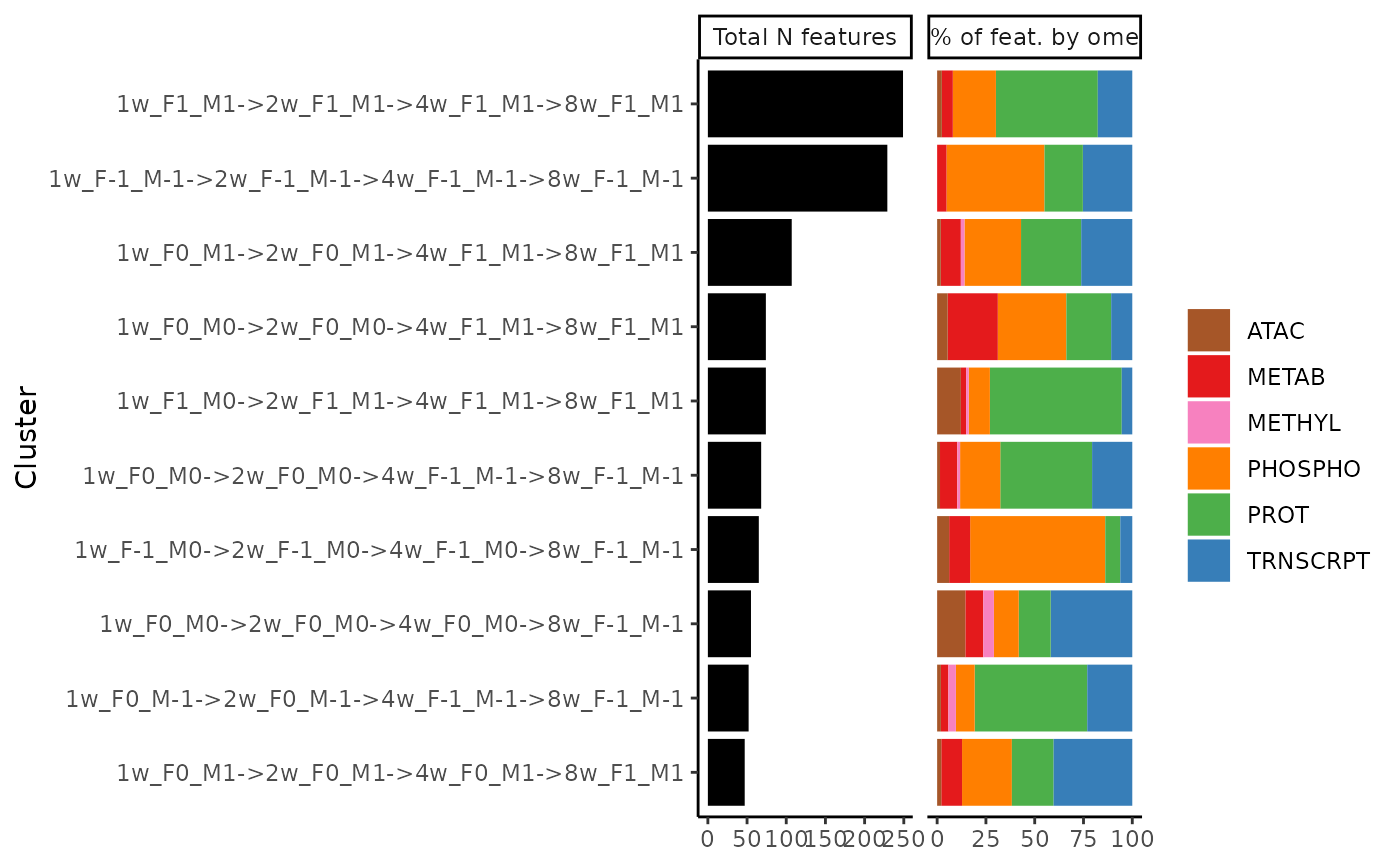 Total N features
% of feat. by ome
Cluster
1w_F1_M1->2w_F1_M1->4w_F1_M1->8w_F1_M1
1w_F-1_M-1->2w_F-1_M-1->4w_F-1_M-1->8w_F-1_M-1
1w_F0_M1->2w_F0_M1->4w_F1_M1->8w_F1_M1
1w_F0_M0->2w_F0_M0->4w_F1_M1->8w_F1_M1
1w_F1_M0->2w_F1_M1->4w_F1_M1->8w_F1_M1
1w_F0_M0->2w_F0_M0->4w_F-1_M-1->8w_F-1_M-1
1w_F-1_M0->2w_F-1_M0->4w_F-1_M0->8w_F-1_M-1
1w_F0_M0->2w_F0_M0->4w_F0_M0->8w_F-1_M-1
1w_F0_M-1->2w_F0_M-1->4w_F-1_M-1->8w_F-1_M-1
1w_F0_M1->2w_F0_M1->4w_F0_M1->8w_F1_M1
0 50 100 150 200 250
0 25 50 75 100
ATAC
METAB
METHYL
PHOSPHO
PROT
TRNSCRPT